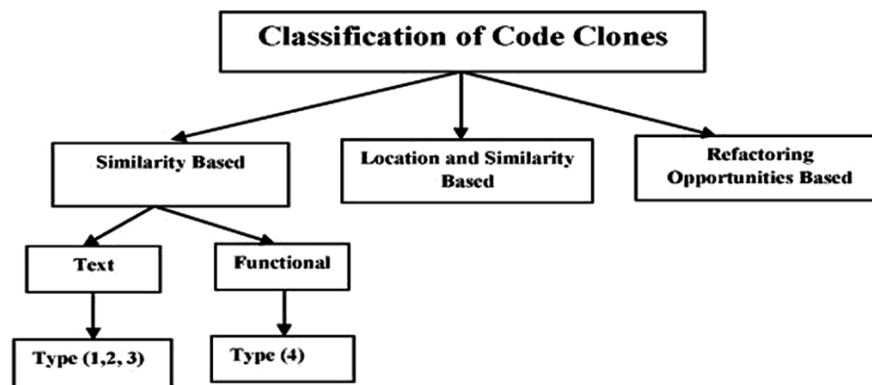 Classification of Code Clones
Similarity Based
Location and Similarity
Based
Refactoring
Opportunities Based
Text
Functional
Type (1,2, 3)
Type (4)